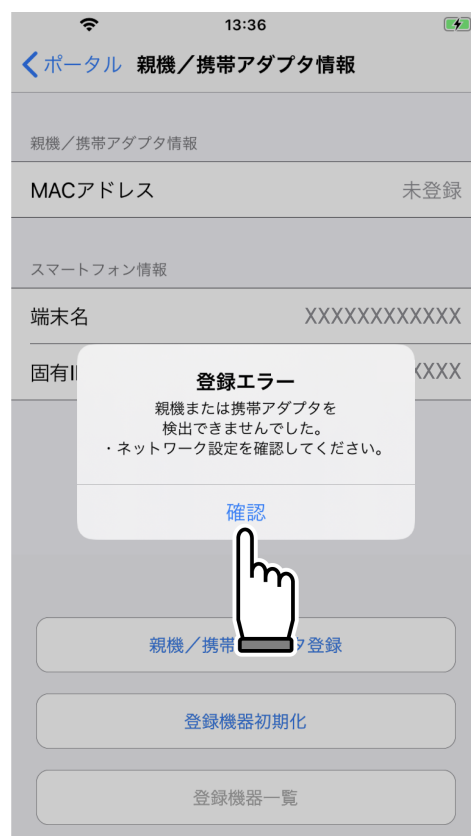 13:36
ポータル 親機／携帯アダプタ情報
親機／携帯アダプタ情報
MACアドレス 未登録
スマートフォン情報
端末名 XXXXXXXXXXXX
固有I XXXX
登録エラー
親機または携帯アダプタを
検出できませんでした。
・ネットワーク設定を確認してください。
確認
親機／携帯 タ登録
登録機器初期化
登録機器一覧